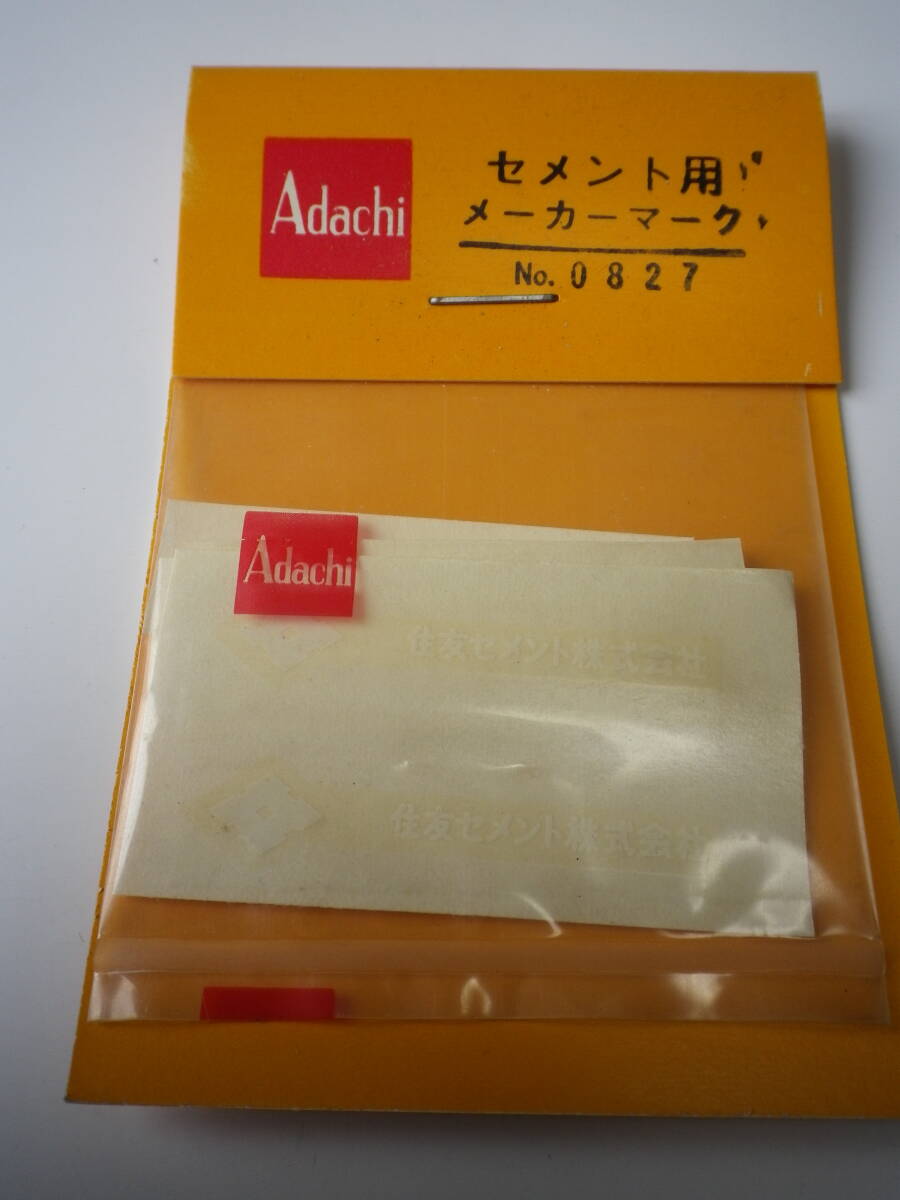 Adachi
セメント用
メーカーマーク
No. 0827
Adachi
住友セメント株式会社
住友セメント株式会社